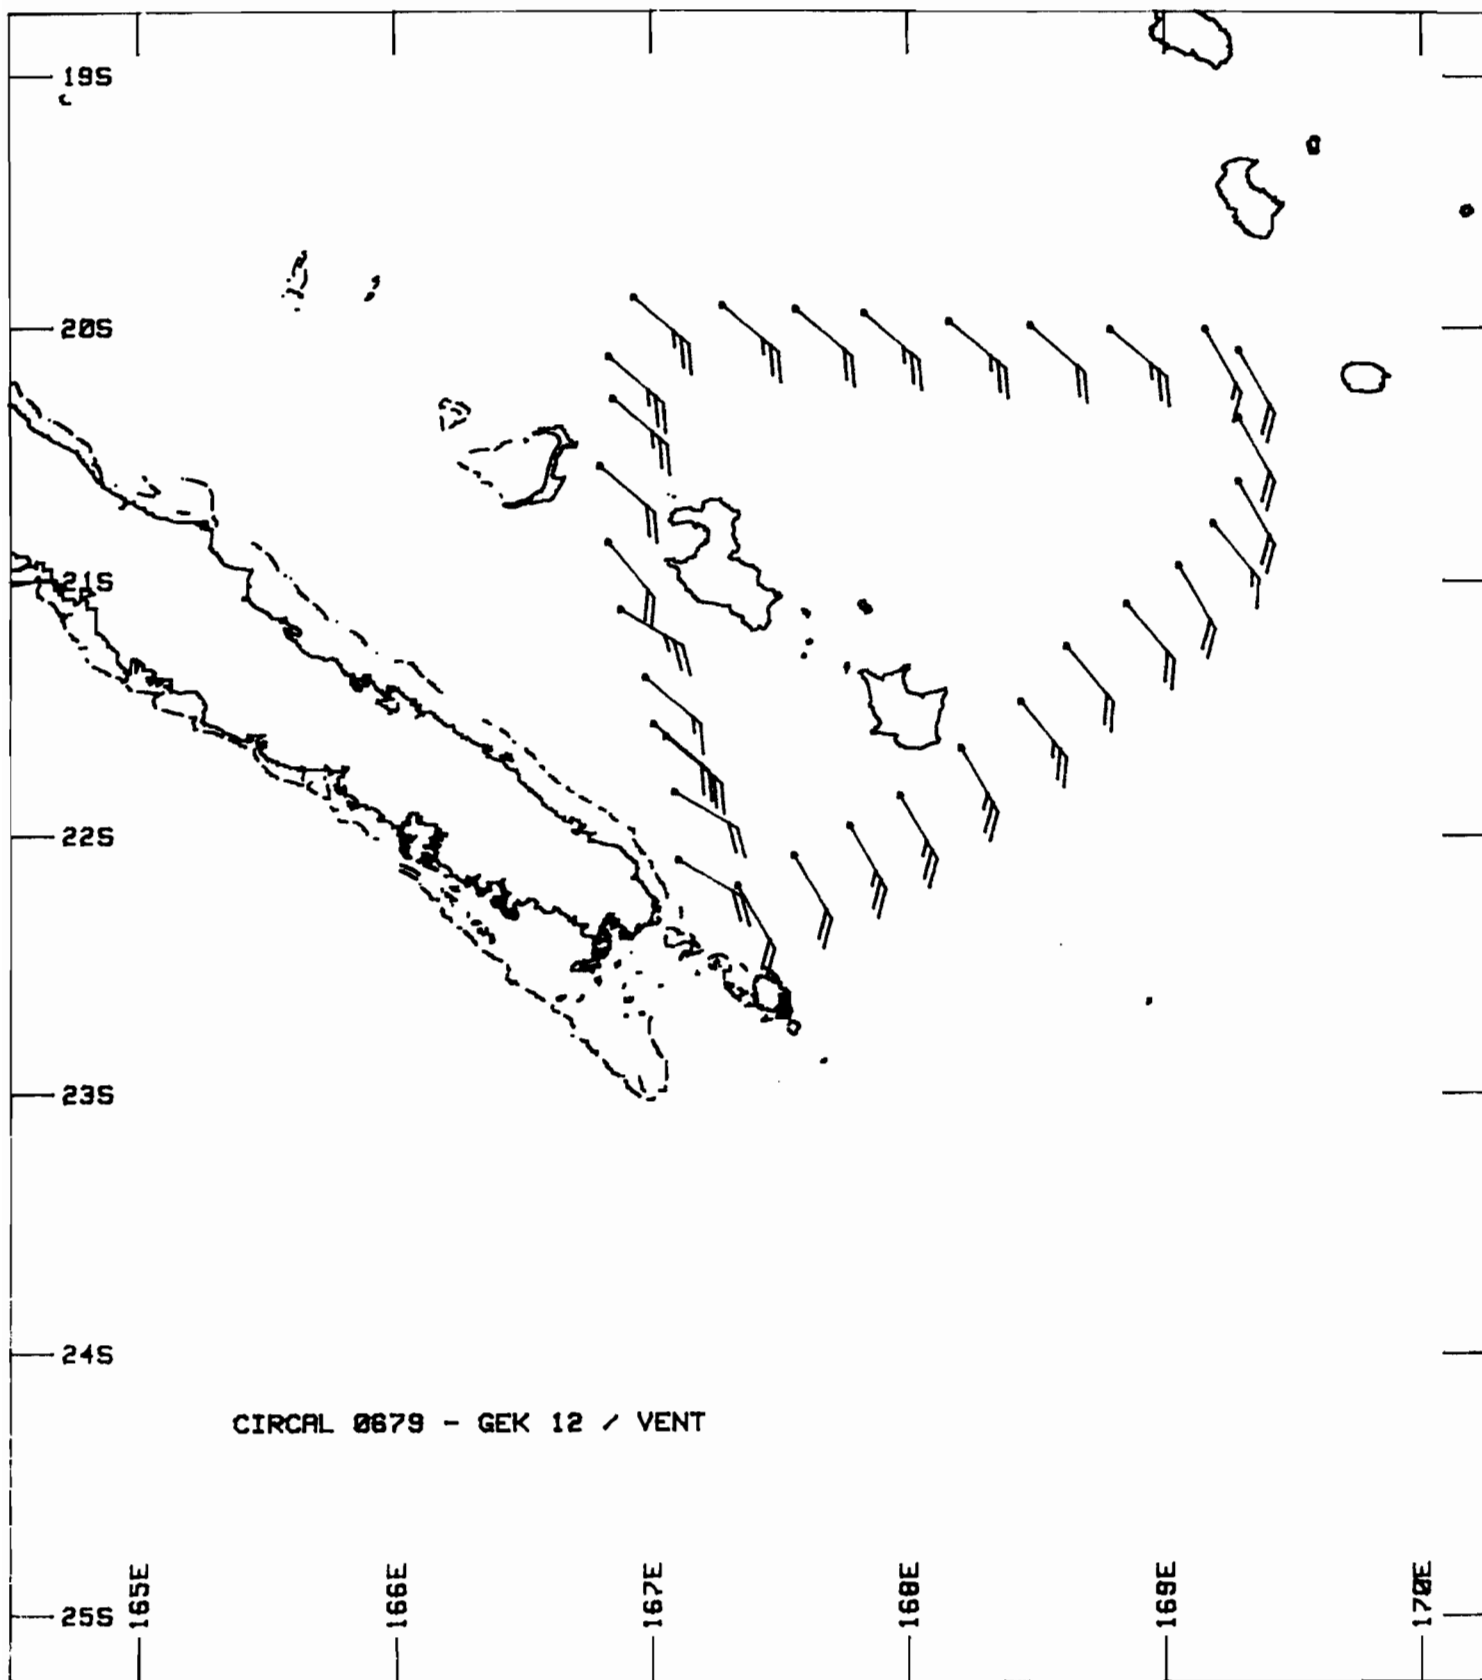 19S
20S
21S
22S
23S
24S
CIRCAL 0679 - GEK 12 / VENT
25S
165E
166E
167E
168E
169E
170E